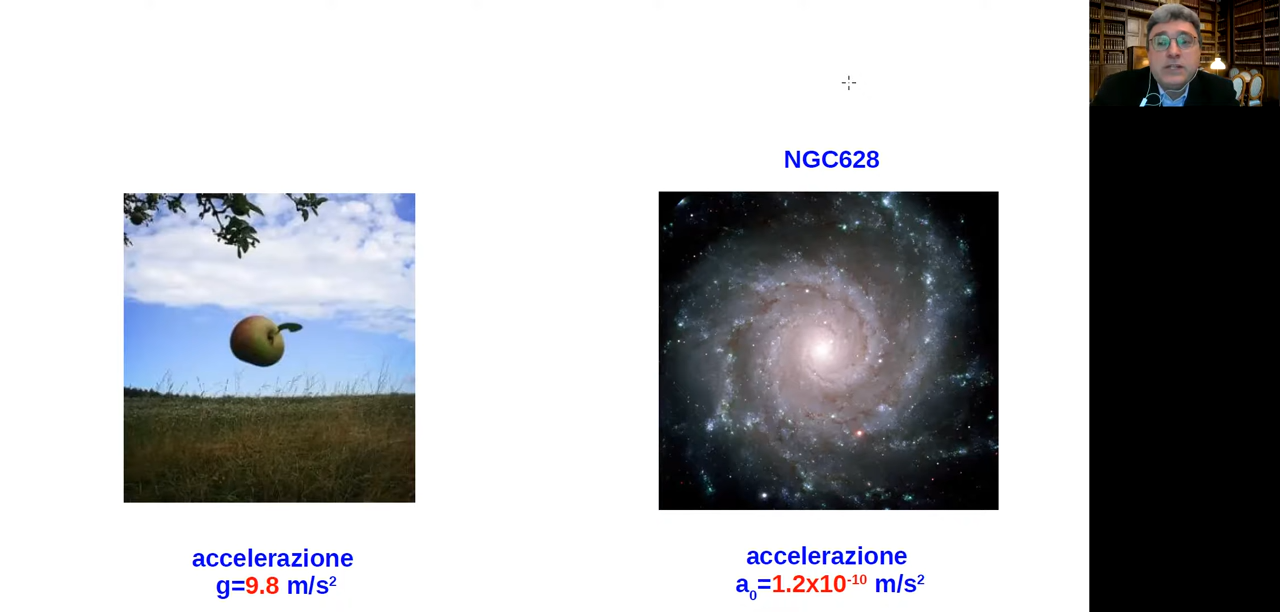 NGC628
accelerazione
g=9.8 m/s²
accelerazione
a₀=1.2x10⁻¹⁰ m/s²